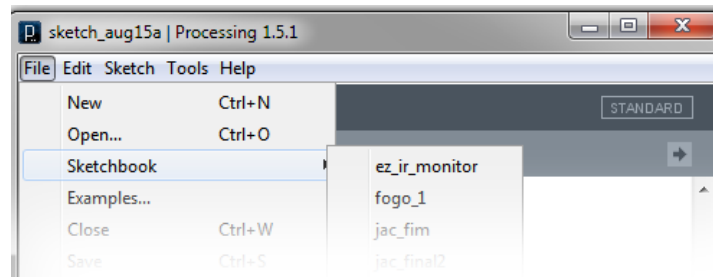 sketch_aug15a | Processing 1.5.1
File Edit Sketch Tools Help
New Ctrl+N
STANDARD
Open... Ctrl+O
Sketchbook
ez_ir_monitor
Examples...
fogo_1
Close Ctrl+W
jac_fim
Save Ctrl+S
jac_final2